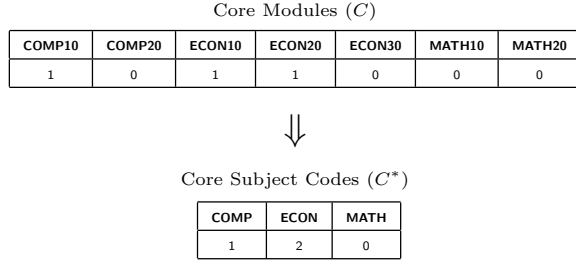 Core Modules (C)
COMP10 COMP20 ECON10 ECON20 ECON30 MATH10 MATH20
1 0 1 1 0 0 0
⇓
Core Subject Codes (C*)
COMP ECON MATH
1 2 0